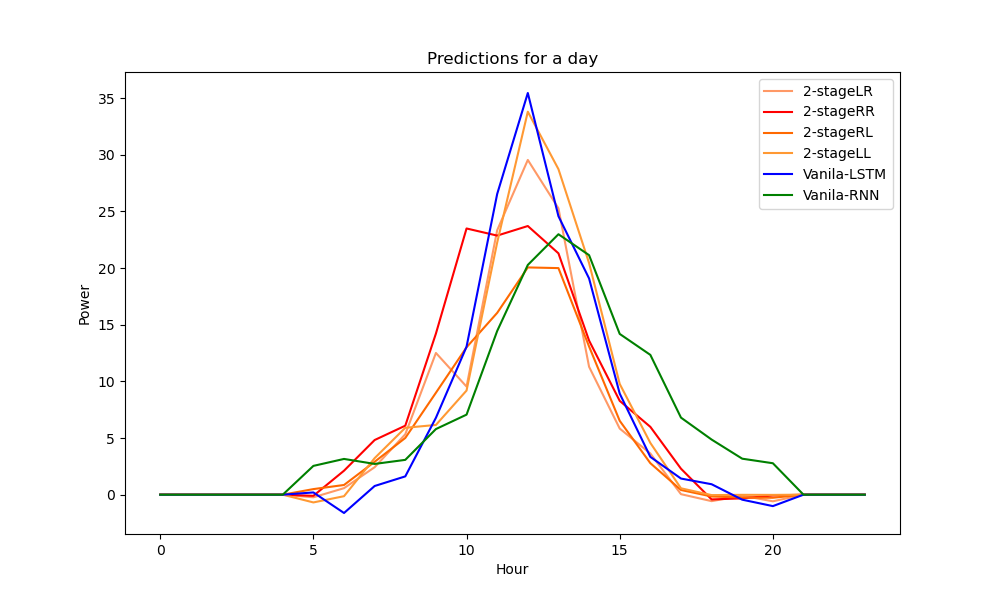 Predictions for a day
2-stageLR
2-stageRR
2-stageRL
2-stageLL
Vanila-LSTM
Vanila-RNN
Power
35
30
25
20
15
10
5
0
0 5 10 15 20
Hour